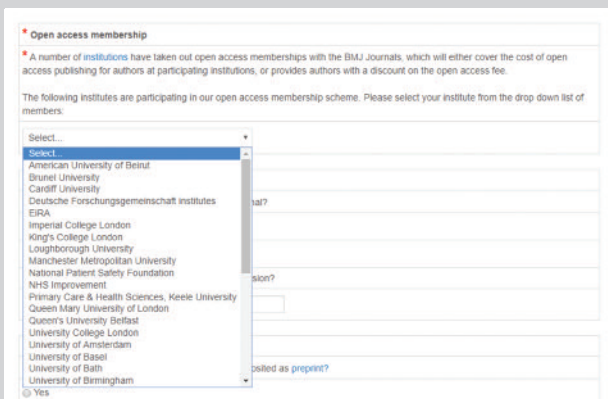 * Open access membership
* A number of institutions have taken out open access memberships with the BMJ Journals, which will either cover the cost of open
access publishing for authors at participating institutions, or provides authors with a discount on the open access fee.
The following institutes are participating in our open access membership scheme. Please select your institute from the drop down list of
members:
Select...
Select...
American University of Beirut
Brunel University
Cardiff University
Deutsche Forschungsgemeinschaft institutes
EIRA
nal?
Imperial College London
King's College London
Loughborough University
Manchester Metropolitan University
National Patient Safety Foundation
NHS Improvement
sion?
Primary Care & Health Sciences, Keele University
Queen Mary University of London
Queen's University Belfast
University College London
University of Amsterdam
University of Basel
University of Bath
posited as preprint?
University of Birmingham
Yes